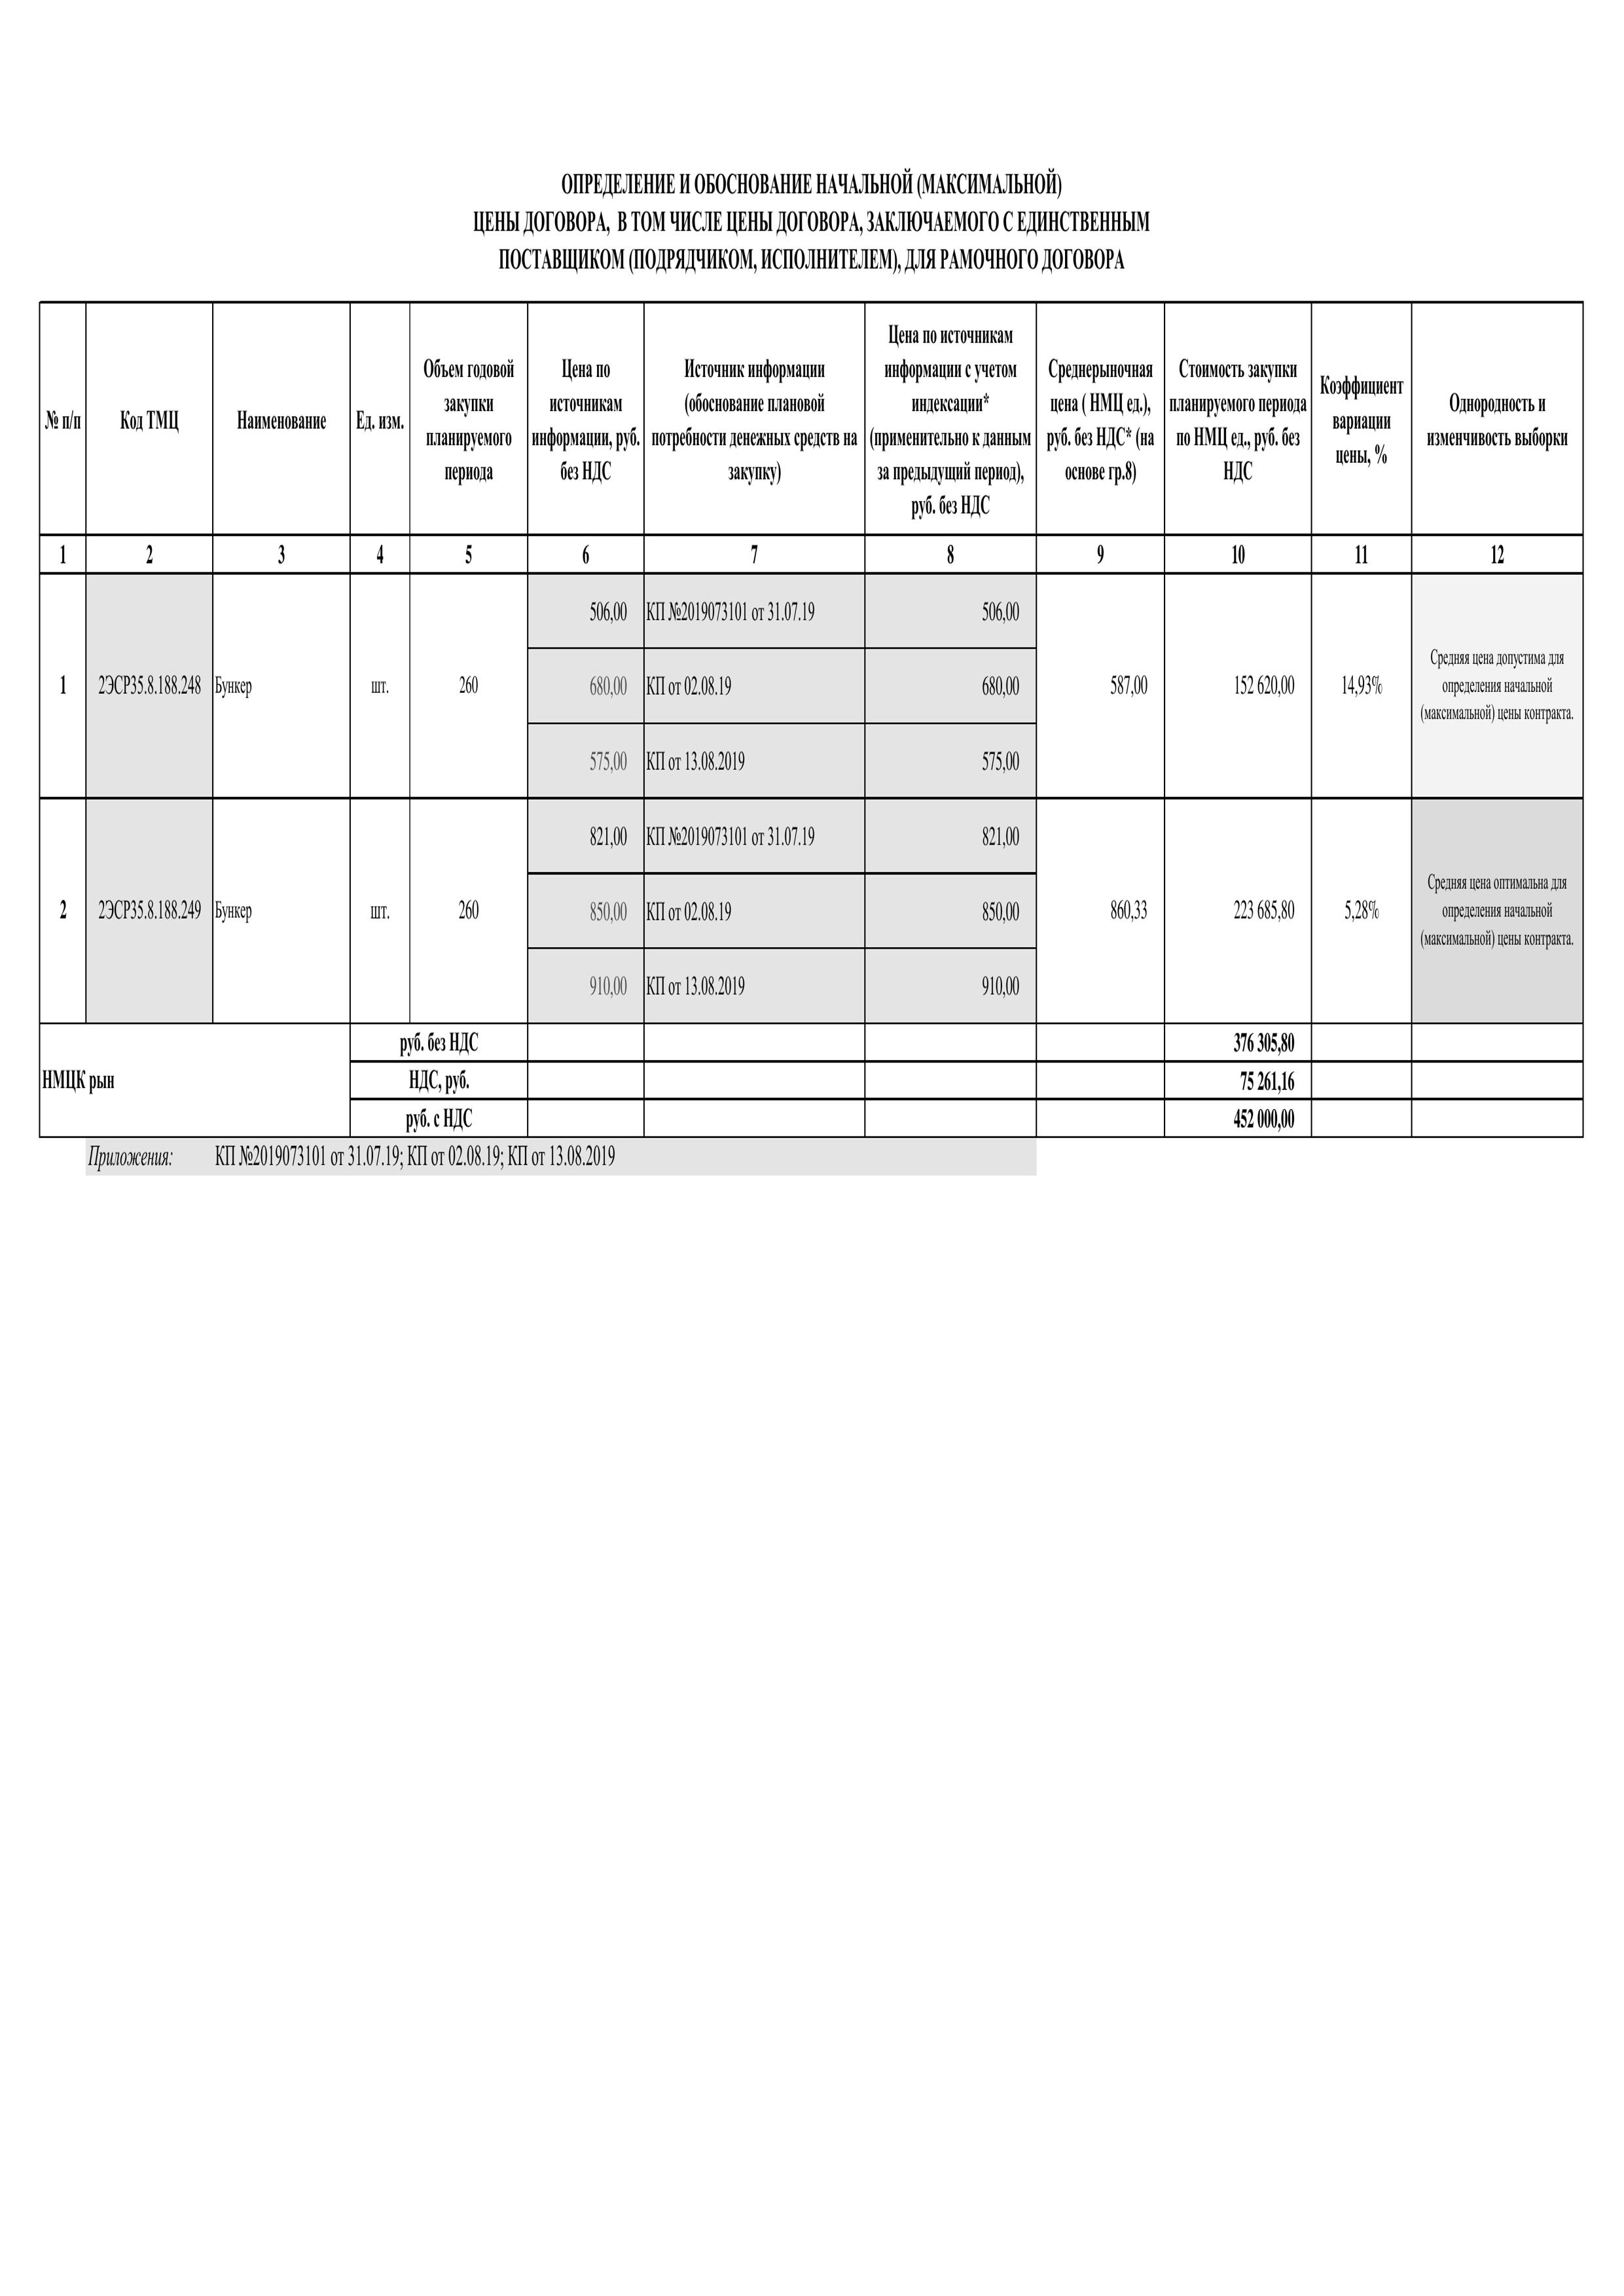 ОПРЕДЕЛЕНИЕ И ОБОСНОВАНИЕ НАЧАЛЬНОЙ (МАКСИМАЛЬНОЙ)
ЦЕНЫ ДОГОВОРА, В ТОМ ЧИСЛЕ ЦЕНЫ ДОГОВОРА, ЗАКЛЮЧАЕМОГО С ЕДИНСТВЕННЫМ
ПОСТАВЩИКОМ (ПОДРЯДЧИКОМ, ИСПОЛНИТЕЛЕМ), ДЛЯ РАМОЧНОГО ДОГОВОРА
№ п/п
Код ТМЦ
Наименование
Ед. изм.
Объем годовой
закупки
планируемого
периода
Цена по
источникам
информации, руб.
без НДС
Источник информации
(обоснование плановой
потребности денежных средств на
закупку)
Цена по источникам
информации с учетом
индексации*
(применительно к данным
за предыдущий период),
руб. без НДС
Среднерыночная
цена ( НМЦ ед.),
руб. без НДС* (на
основе гр.8)
Стоимость закупки
планируемого периода
по НМЦ ед., руб. без
НДС
Коэффициент
вариации
цены, %
Однородность и
изменчивость выборки
1 2 3 4 5 6 7 8 9 10 11 12
1 2ЭСР35.8.188.248 Бункер шт. 260
506,00 КП №2019073101 от 31.07.19 506,00
680,00 КП от 02.08.19 680,00
575,00 КП от 13.08.2019 575,00
587,00 152 620,00 14,93%
Средняя цена допустима для
определения начальной
(максимальной) цены контракта.
2 2ЭСР35.8.188.249 Бункер шт. 260
821,00 КП №2019073101 от 31.07.19 821,00
850,00 КП от 02.08.19 850,00
910,00 КП от 13.08.2019 910,00
860,33 223 685,80 5,28%
Средняя цена оптимальна для
определения начальной
(максимальной) цены контракта.
НМЦК рын
руб. без НДС 376 305,80
НДС, руб. 75 261,16
руб. с НДС 452 000,00
Приложения: КП №2019073101 от 31.07.19; КП от 02.08.19; КП от 13.08.2019